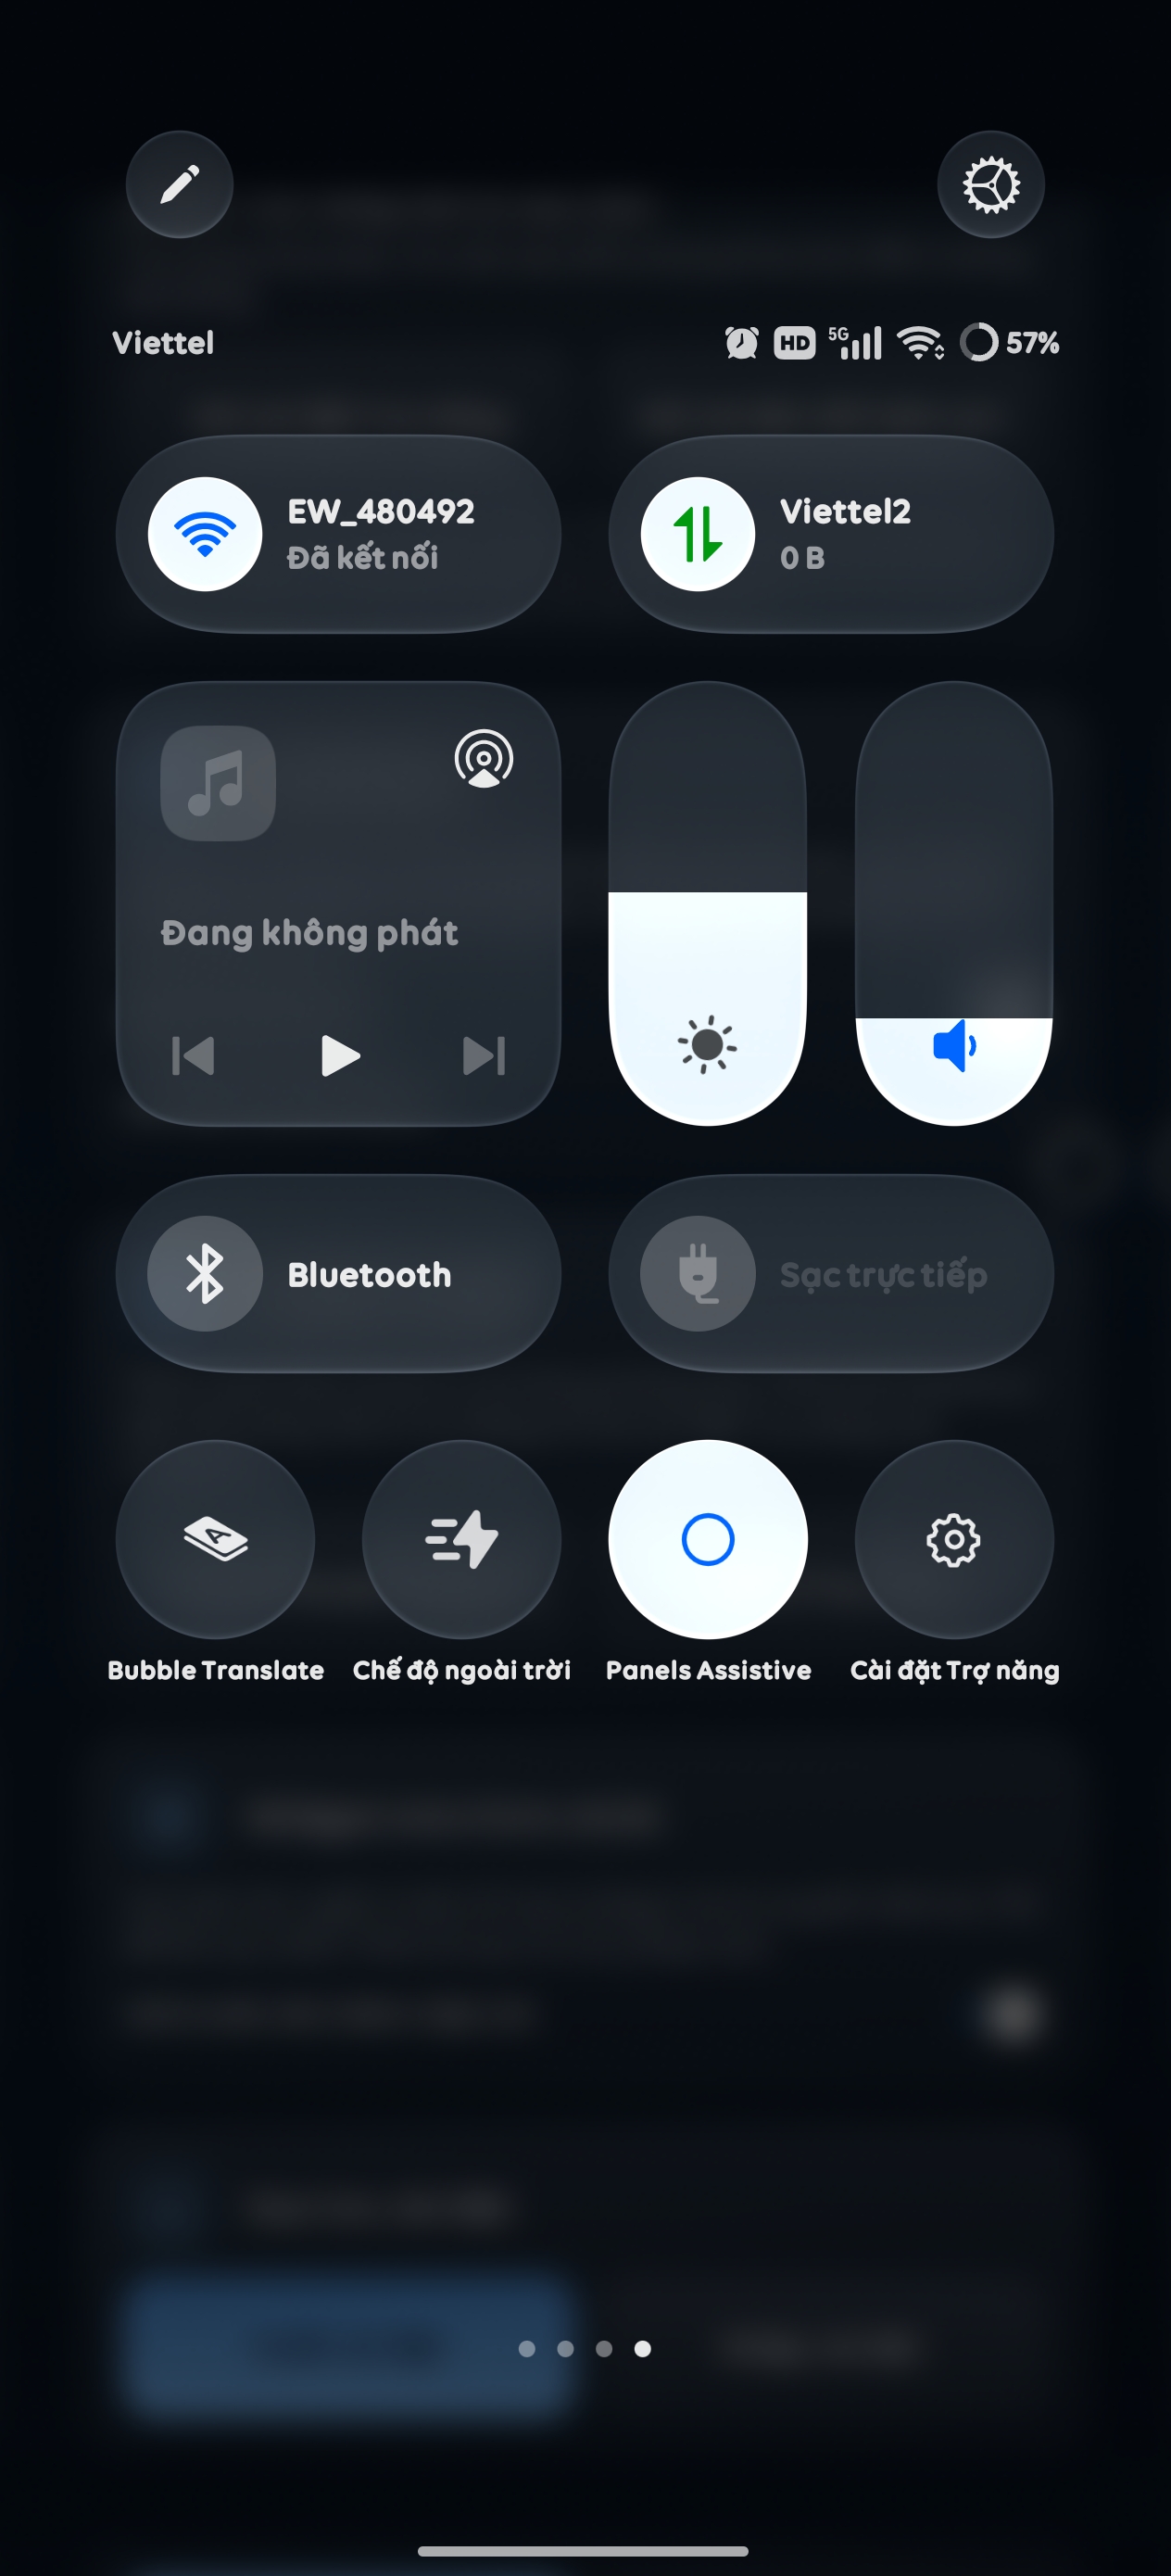 Viettel
HD 5G 57%
EW_480492
Đã kết nối
Viettel2
0 B
Đang không phát
Bluetooth
Sạc trực tiếp
A
Bubble Translate
Chế độ ngoài trời
Panels Assistive
Cài đặt Trợ năng